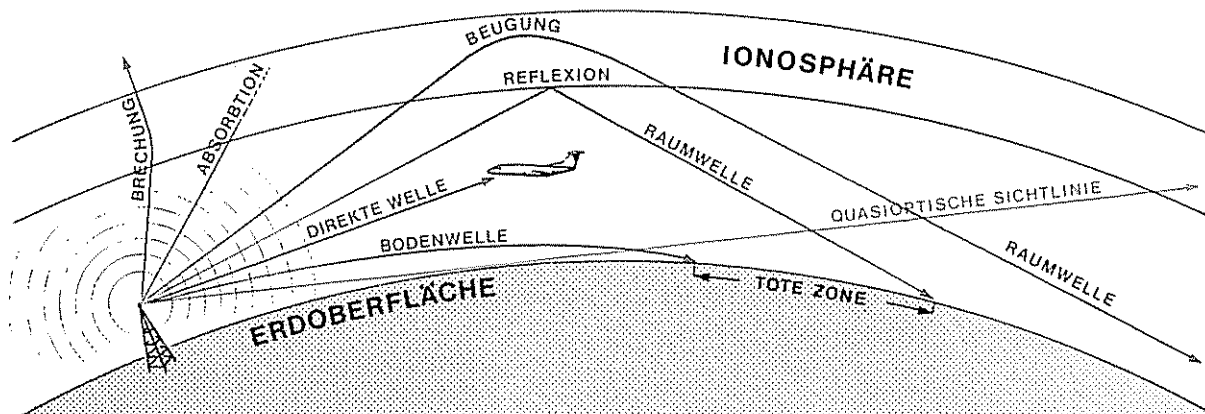 BEUGUNG
IONOSPHÄRE
REFLEXION
BRECHUNG
ABSORBTION
RAUMWELLE
DIREKTE WELLE
QUASIOPTISCHE SICHTLINIE
BODENWELLE
RAUMWELLE
ERDOBERFLÄCHE
TOTE ZONE